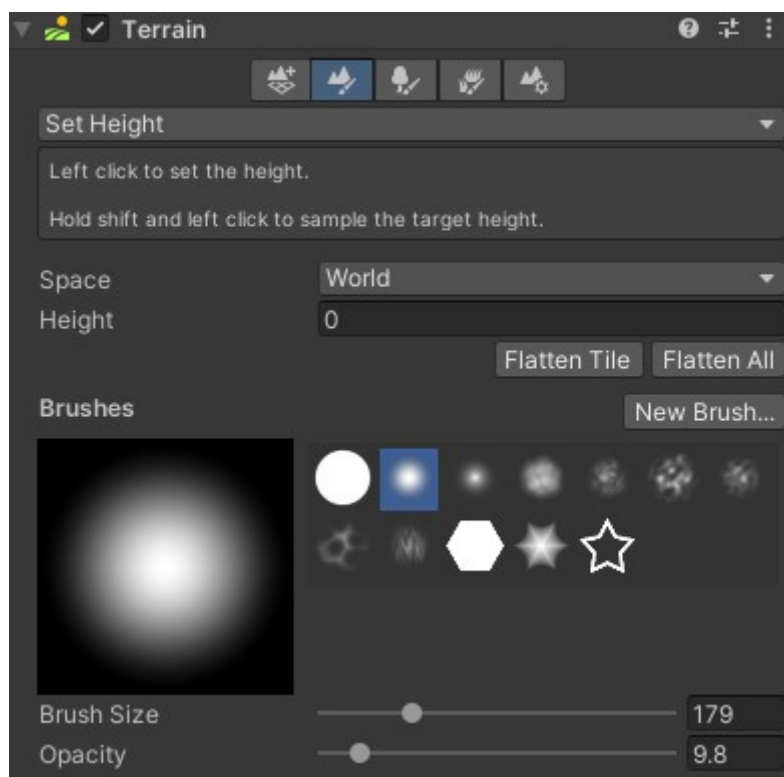 Terrain
Set Height
Left click to set the height.
Hold shift and left click to sample the target height.
Space World
Height 0
Flatten Tile Flatten All
Brushes New Brush...
Brush Size 179
Opacity 9.8